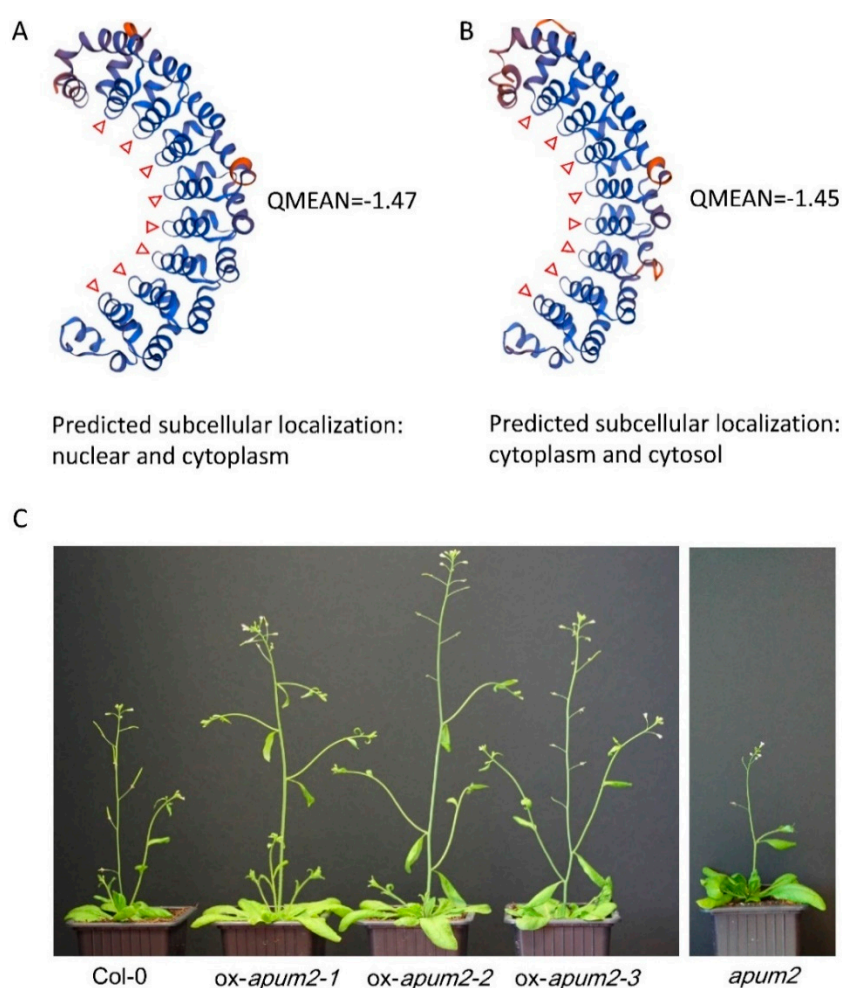 A
B
QMEAN=-1.47
QMEAN=-1.45
Predicted subcellular localization:
nuclear and cytoplasm
Predicted subcellular localization:
cytoplasm and cytosol
C
Col-0
ox-apum2-1
ox-apum2-2
ox-apum2-3
apum2